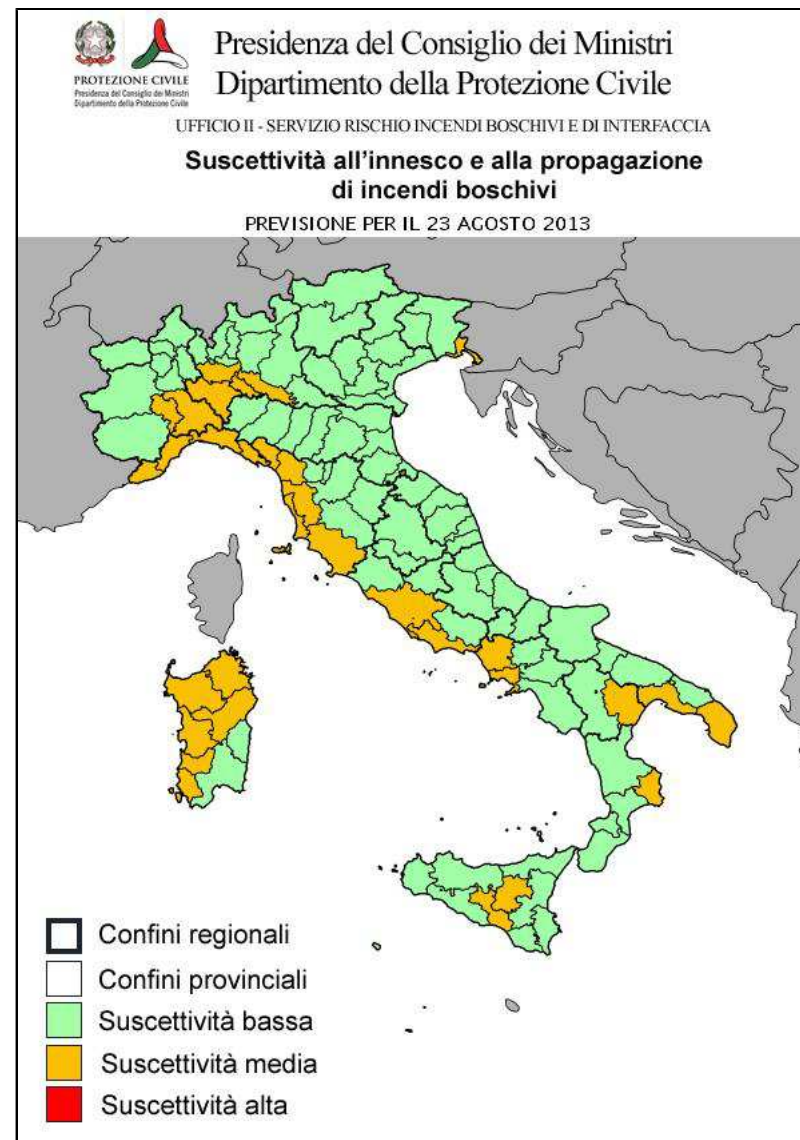 PROTEZIONE CIVILE
Presidenza del Consiglio dei Ministri
Dipartimento della Protezione Civile
Presidenza del Consiglio dei Ministri
Dipartimento della Protezione Civile
UFFICIO II - SERVIZIO RISCHIO INCENDI BOSCHIVI E DI INTERFACCIA
Suscettività all'innesco e alla propagazione
di incendi boschivi
PREVISIONE PER IL 23 AGOSTO 2013
Confini regionali
Confini provinciali
Suscettività bassa
Suscettività media
Suscettività alta